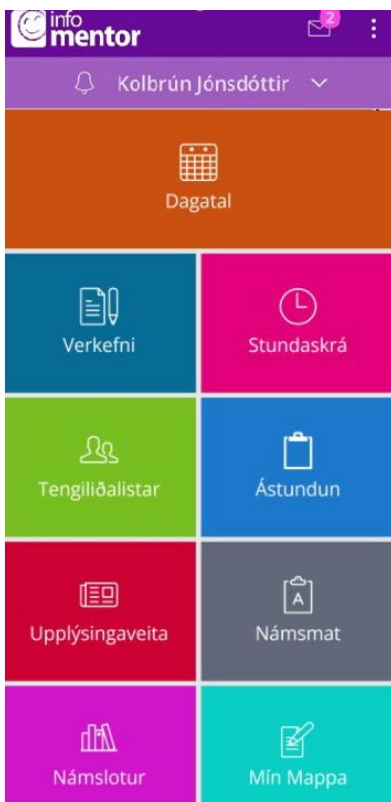 info
mentor
2
Kolbrún Jónsdóttir
Dagatal
Verkefni
Stundaskrá
Tengiliðalistar
Ástundun
Upplýsingaveita
A
Námsmat
Námslotur
Mín Mappa